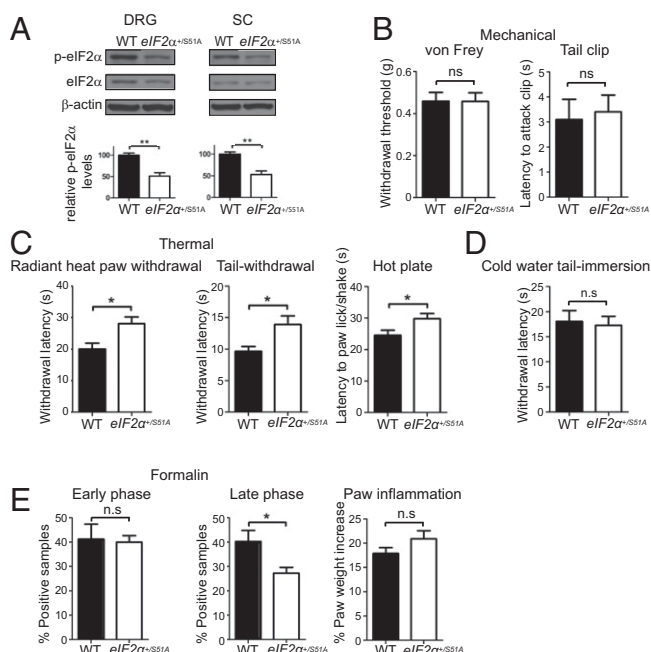 A
DRG SC
WT eIF2α+/S51A WT eIF2α+/S51A
p-eIF2α
eIF2α
β-actin
relative p-eIF2α levels
100
75
50
25
0
**
WT eIF2α+/S51A
100
75
50
25
0
**
WT eIF2α+/S51A
B
Mechanical
von Frey
Withdrawal threshold (g)
0.6
0.4
0.2
0
ns
WT eIF2α+/S51A
Tail clip
Latency to attack clip (s)
5
4
3
2
1
0
ns
WT eIF2α+/S51A
C
Thermal
Radiant heat paw withdrawal
Withdrawal latency (s)
30
20
10
0
*
WT eIF2α+/S51A
Tail-withdrawal
Withdrawal latency (s)
20
15
10
5
0
*
WT eIF2α+/S51A
Hot plate
Latency to paw lick/shake (s)
40
30
20
10
0
*
WT eIF2α+/S51A
D
Cold water tail-immersion
Withdrawal latency (s)
25
20
15
10
5
0
n.s
WT eIF2α+/S51A
E
Formalin
Early phase
% Positive samples
50
40
30
20
10
0
n.s
WT eIF2α+/S51A
Late phase
% Positive samples
50
40
30
20
10
0
*
WT eIF2α+/S51A
Paw inflammation
% Paw weight increase
25
20
15
10
5
0
n.s
WT eIF2α+/S51A